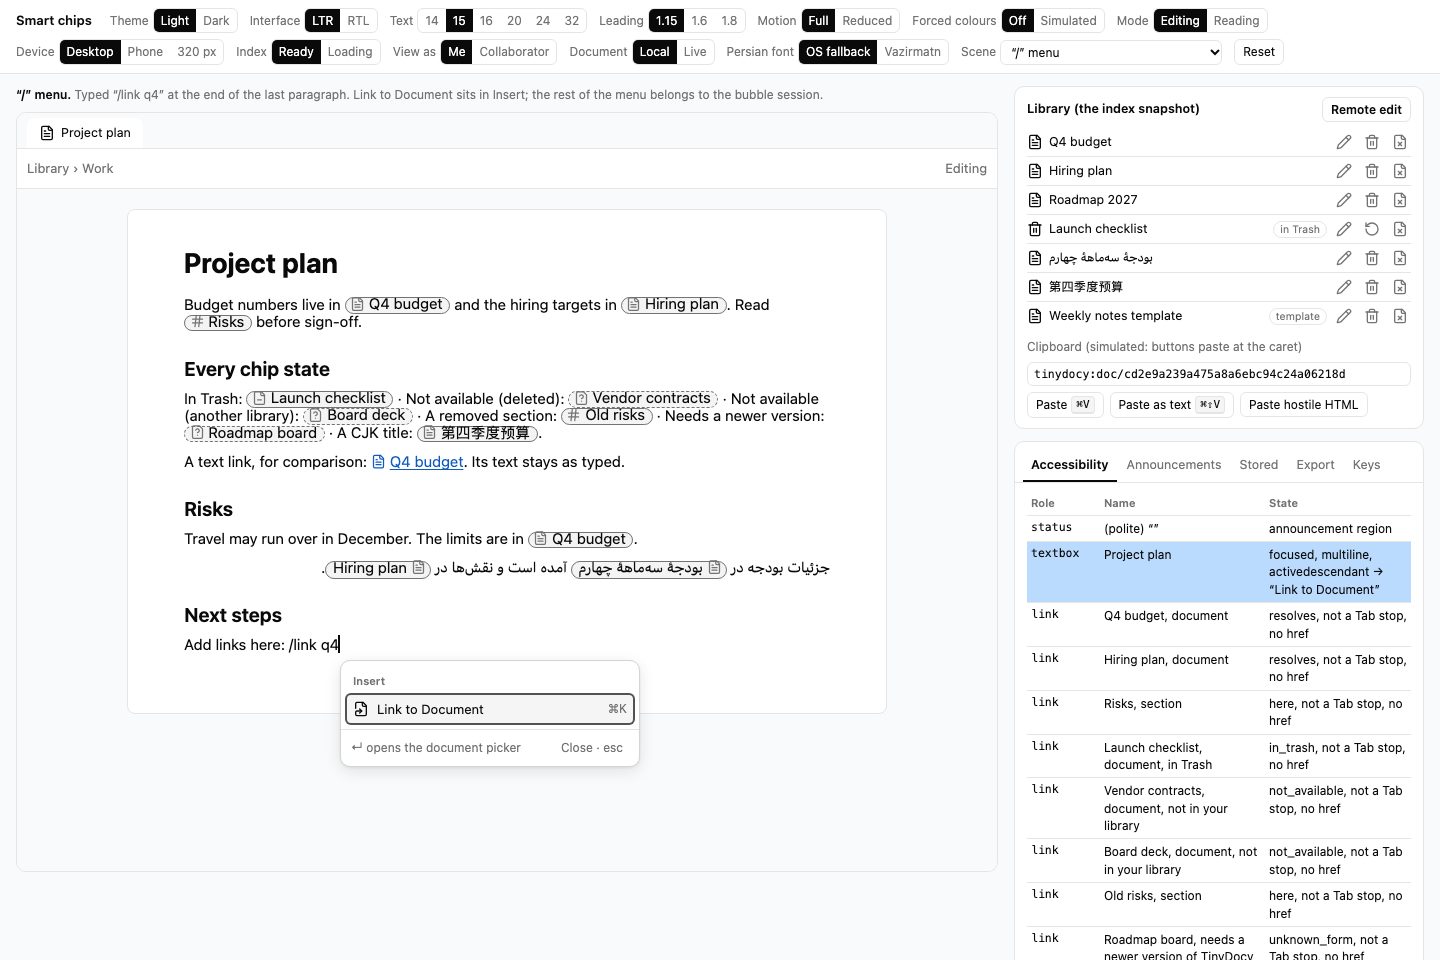 Smart chips Theme Light Dark Interface LTR RTL Text 14 15 16 20 24 32 Leading 1.15 1.6 1.8 Motion Full Reduced Forced colours Off Simulated Mode Editing Reading
Device Desktop Phone 320 px Index Ready Loading View as Me Collaborator Document Local Live Persian font OS fallback Vazirmatn Scene “/” menu Reset
“/” menu. Typed “/link q4” at the end of the last paragraph. Link to Document sits in Insert; the rest of the menu belongs to the bubble session.
Project plan
Library › Work Editing
Project plan
Budget numbers live in Q4 budget and the hiring targets in Hiring plan. Read
# Risks before sign-off.
Every chip state
In Trash: Launch checklist · Not available (deleted): Vendor contracts · Not available
(another library): Board deck · A removed section: # Old risks · Needs a newer version:
Roadmap board · A CJK title: 第四季度预算.
A text link, for comparison: Q4 budget. Its text stays as typed.
Risks
Travel may run over in December. The limits are in Q4 budget.
جزئیات بودجه در بودجهٔ سه‌ماههٔ چهارم آمده است و نقش‌ها در Hiring plan.
Next steps
Add links here: /link q4
Insert
Link to Document ⌘K
↵ opens the document picker Close · esc
Library (the index snapshot) Remote edit
Q4 budget
Hiring plan
Roadmap 2027
Launch checklist in Trash
بودجهٔ سه‌ماههٔ چهارم
第四季度预算
Weekly notes template template
Clipboard (simulated: buttons paste at the caret)
tinydocy:doc/cd2e9a239a475a8a6ebc94c24a06218d
Paste ⌘V Paste as text ⌘⇧V Paste hostile HTML
Accessibility Announcements Stored Export Keys
Role Name State
status (polite) “” announcement region
textbox Project plan focused, multiline,
activedescendant →
“Link to Document”
link Q4 budget, document resolves, not a Tab stop,
no href
link Hiring plan, document resolves, not a Tab stop,
no href
link Risks, section here, not a Tab stop, no
href
link Launch checklist, in_trash, not a Tab stop,
document, in Trash no href
link Vendor contracts, not_available, not a Tab
document, not in your stop, no href
library
link Board deck, document, not not_available, not a Tab
in your library stop, no href
link Old risks, section here, not a Tab stop, no
href
link Roadmap board, needs a unknown_form, not a
newer version of TinyDocy Tab stop, no href